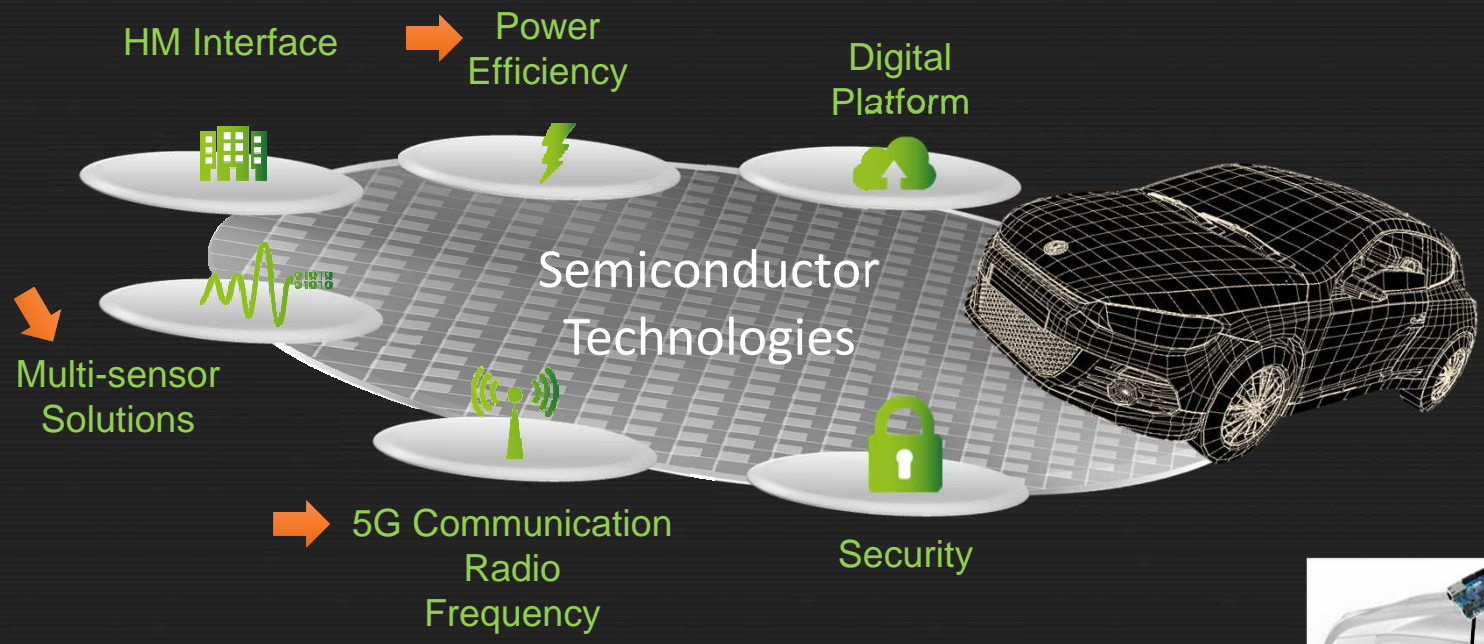 HM Interface
Power
Efficiency
Digital
Platform
Semiconductor
Technologies
Multi-sensor
Solutions
5G Communication
Radio
Frequency
Security